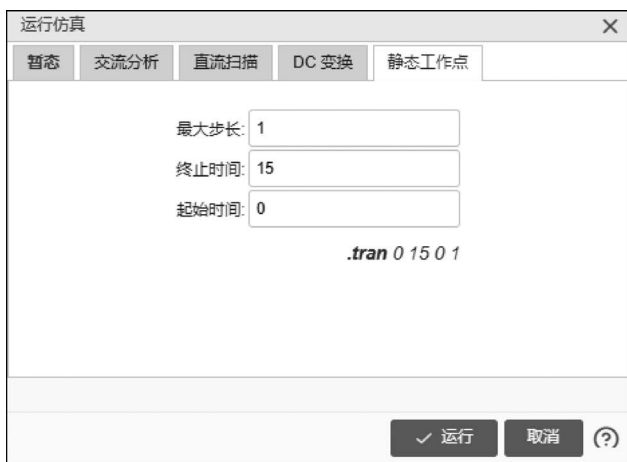 运行仿真
暂态 交流分析 直流扫描 DC 变换 静态工作点
最大步长: 1
终止时间: 15
起始时间: 0
.tran 0 15 0 1
运行 取消